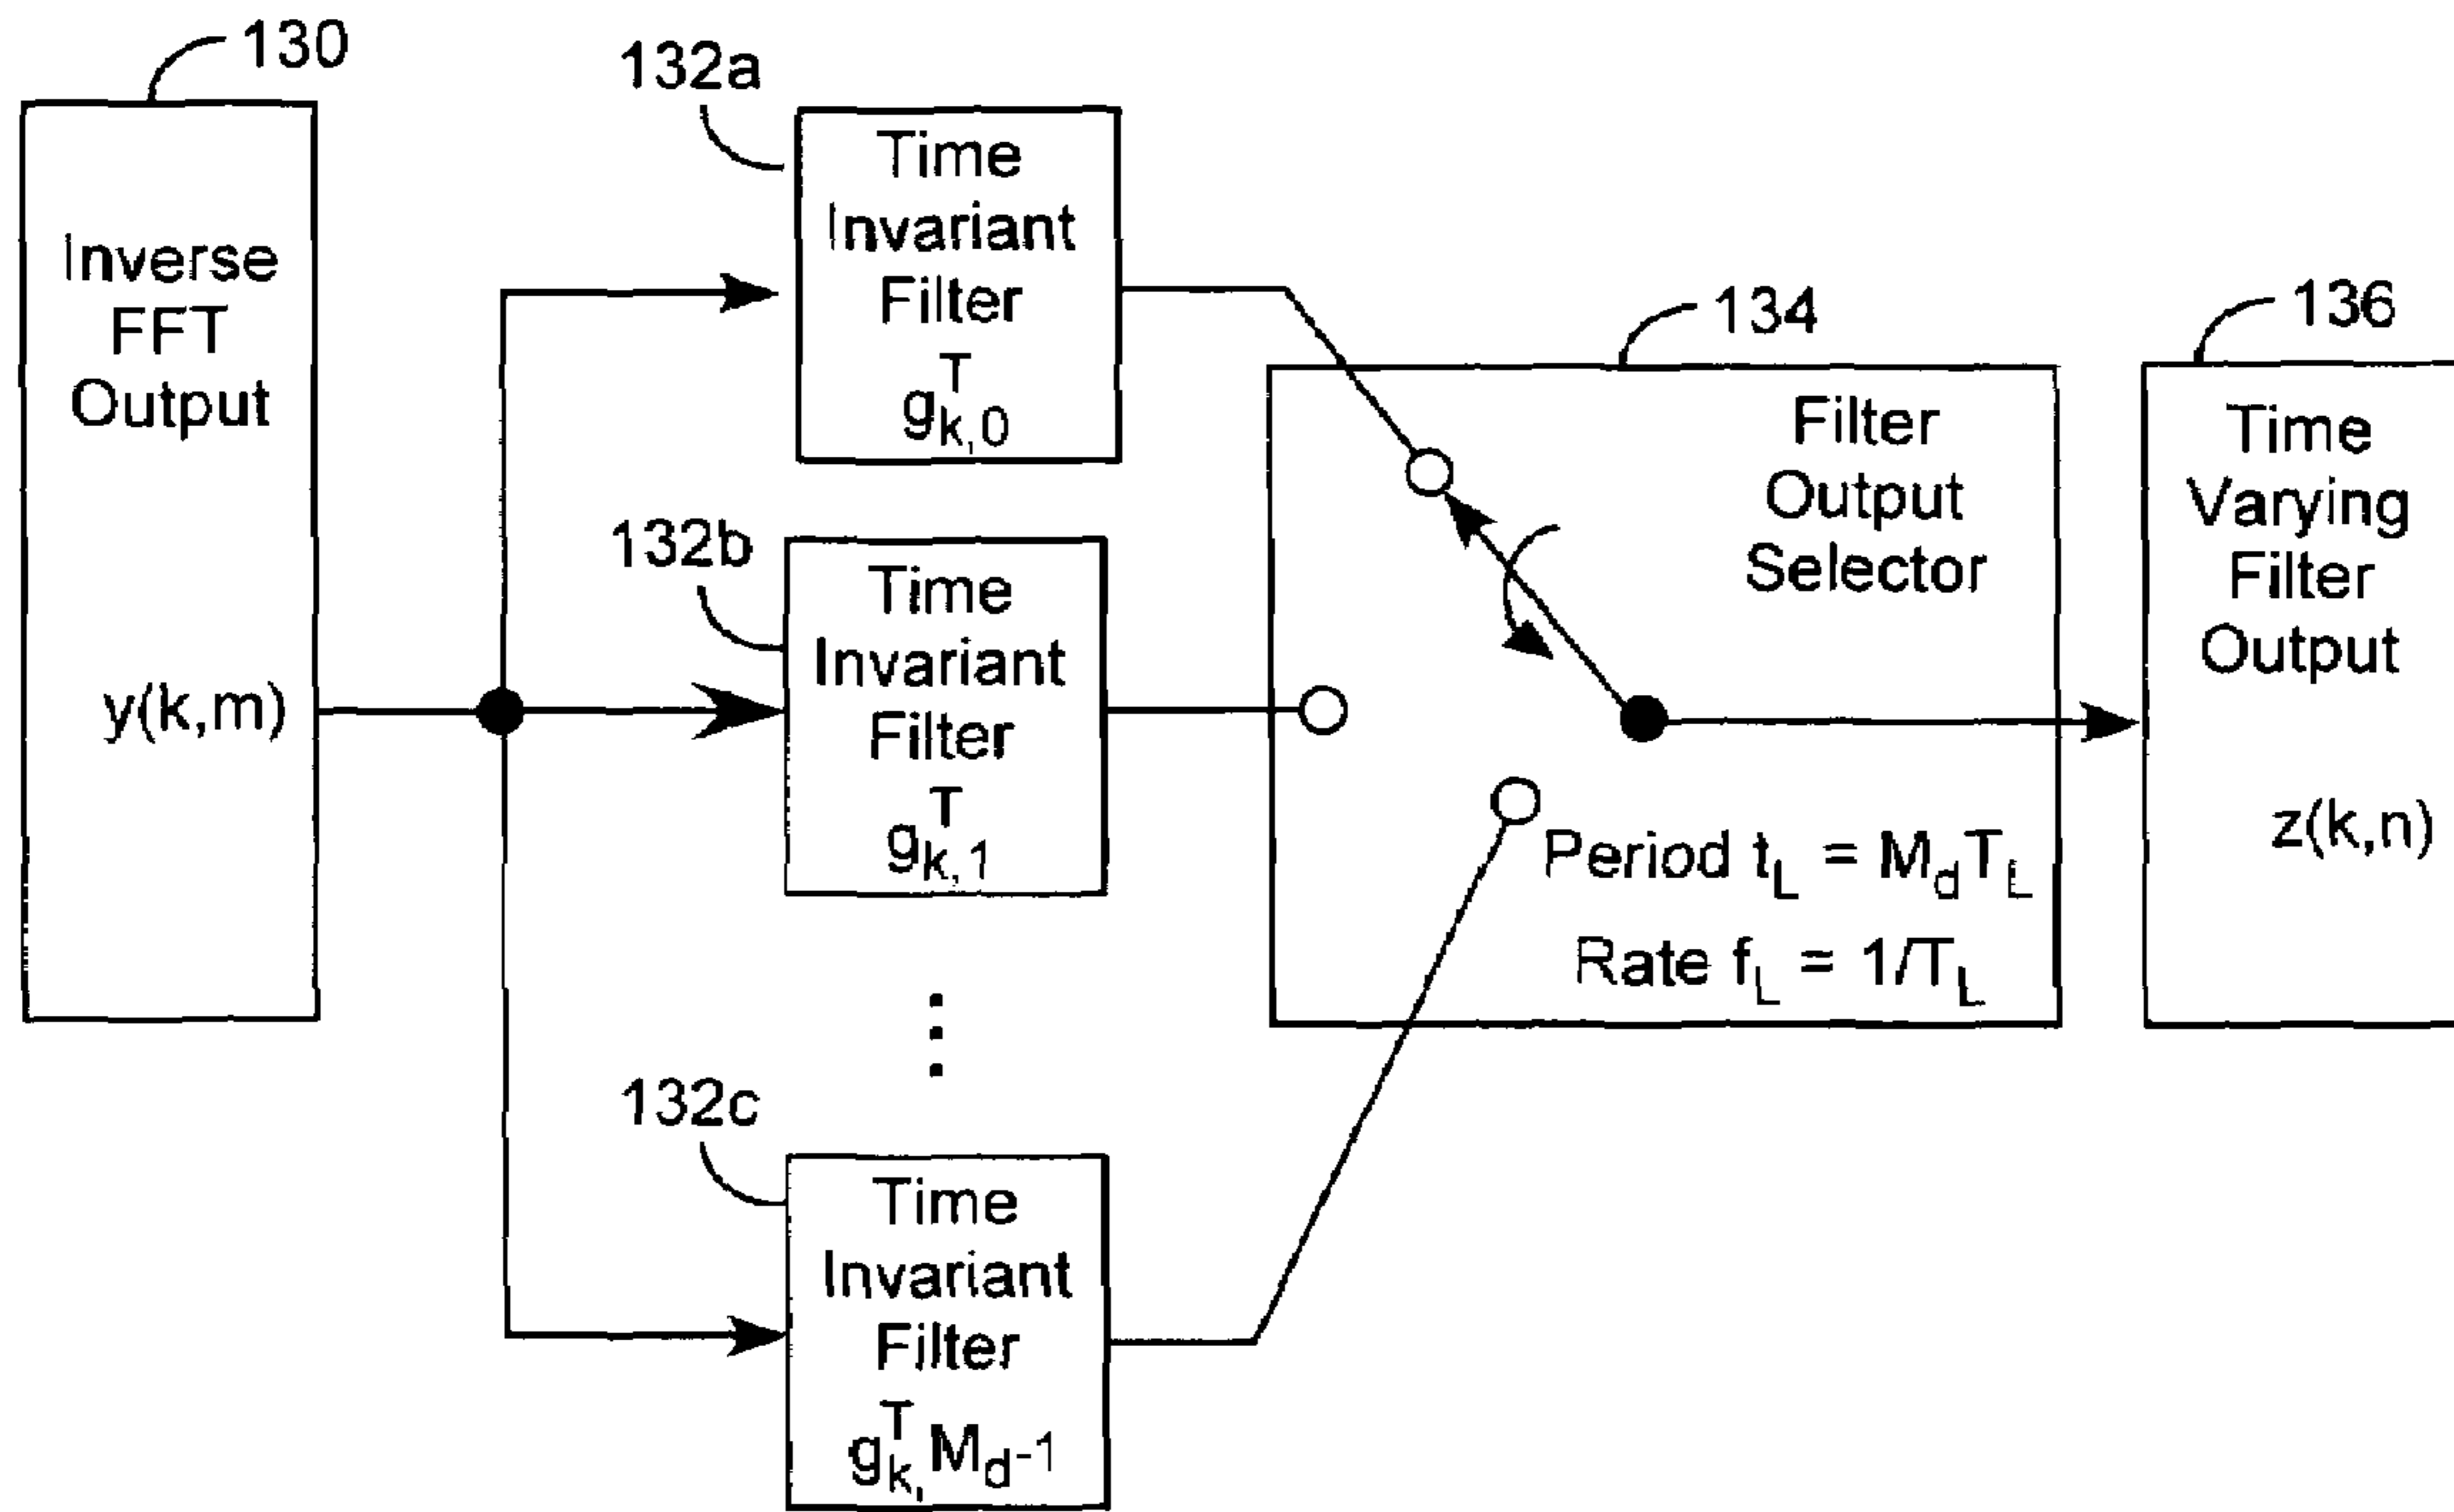 130
Inverse
FFT
Output
y(k,m)
132a
Time
Invariant
Filter
g^T_k,0
132b
Time
Invariant
Filter
g^T_k,1
132c
Time
Invariant
Filter
g^T_k, M_d-1
134
Filter
Output
Selector
Period t_L = M_d T_L
Rate f_L = 1/T_L
136
Time
Varying
Filter
Output
z(k,n)